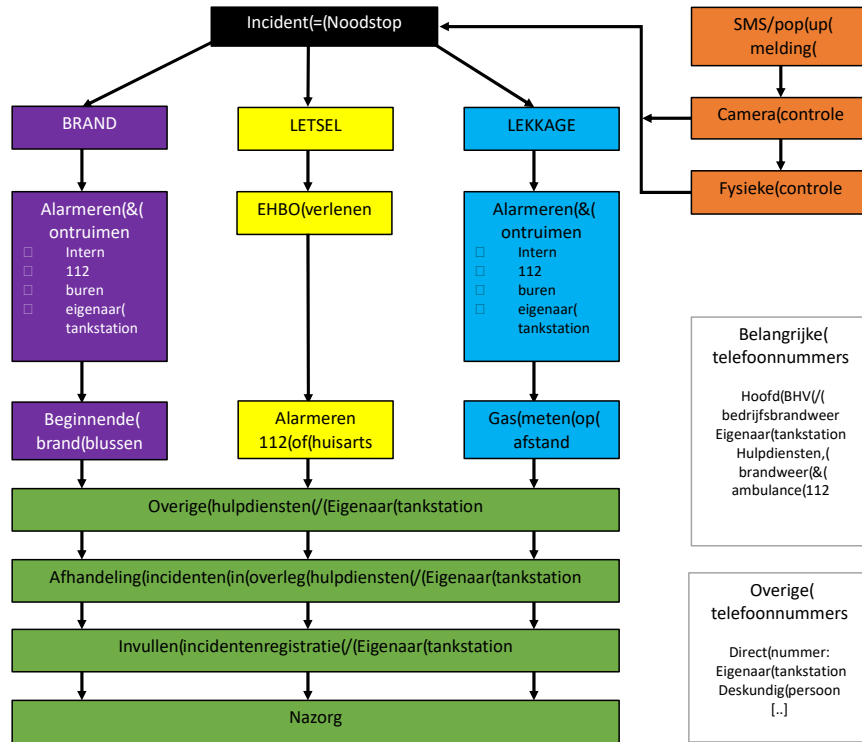 Incident(=(Noodstop
SMS/pop(up(
melding(
Camera(controle
Fysieke(controle
BRAND
LETSEL
LEKKAGE
Alarmeren(&(
ontruimen
Intern
112
buren
eigenaar(
tankstation
EHBO(verlenen
Alarmeren(&(
ontruimen
Intern
112
buren
eigenaar(
tankstation
Beginnende(
brand(blussen
Alarmeren
112(of(huisarts
Gas(meten(op(
afstand
Overige(hulpdiensten(/(Eigenaar(tankstation
Afhandeling(incidenten(in(overleg(hulpdiensten(/(Eigenaar(tankstation
Invullen(incidentenregistratie(/(Eigenaar(tankstation
Nazorg
Belangrijke(
telefoonnummers
Hoofd(BHV(/(
bedrijfsbrandweer
Eigenaar(tankstation
Hulpdiensten,(
brandweer(&(
ambulance(112
Overige(
telefoonnummers
Direct(nummer:
Eigenaar(tankstation
Deskundig(persoon
[..]